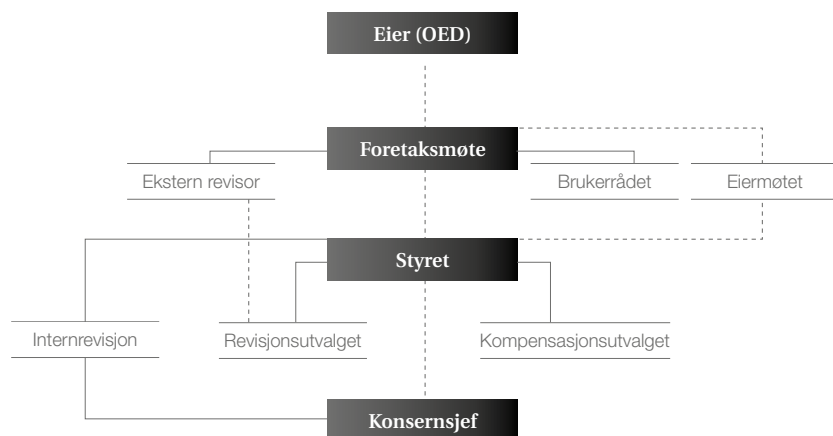 Eier (OED)
Foretaksmøte
Ekstern revisor
Brukerrådet
Eiermøtet
Styret
Internrevisjon
Revisjonsutvalget
Kompensasjonsutvalget
Konsernsjef